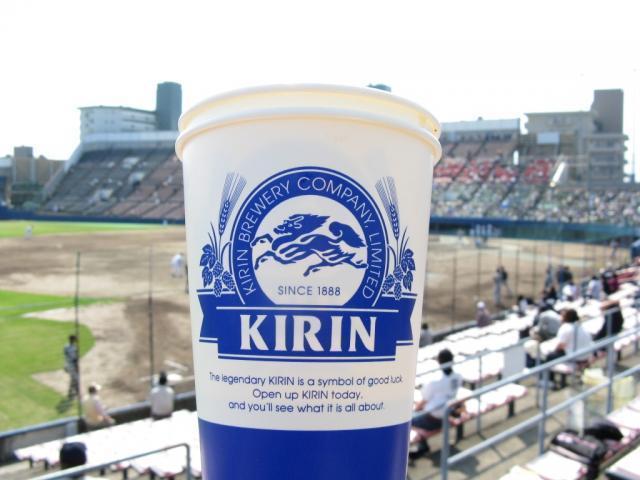 KIRIN BREWERY COMPANY, LIMITED
SINCE 1888
KIRIN
The legendary KIRIN is a symbol of good luck.
Open up KIRIN today,
and you'll see what it is all about.